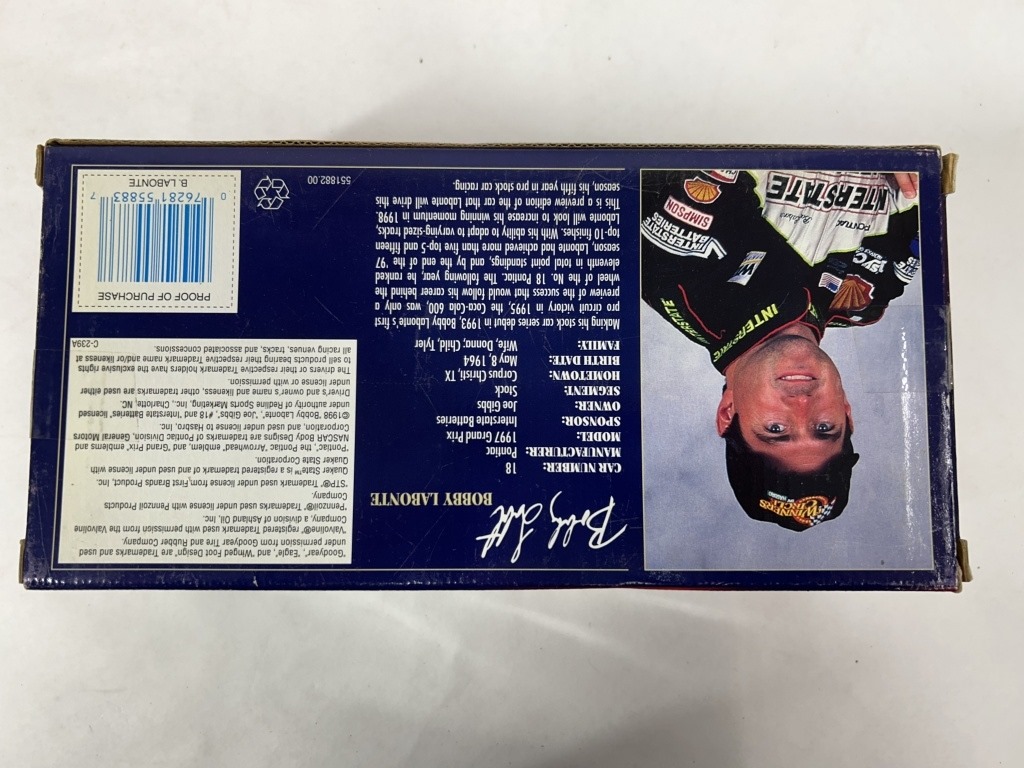 WINNERS
CIRCLE
INTERSTATE
INTERSTATE
SIMPSON
INTERSTATE
BATTERIES
PONTIAC
INTERSTATE
BOBBY LABONTE
CAR NUMBER: 18
MANUFACTURER: Pontiac
MODEL: 1997 Grand Prix
SPONSOR: Interstate Batteries
OWNER: Joe Gibbs
SEGMENT: Stock
HOMETOWN: Corpus Christi, TX
BIRTH DATE: May, 8, 1964
FAMILY: Wife, Donna; Child, Tyler
Making his stock car series debut in 1993, Bobby Labonte's first
pro circuit victory in 1995, the Coca-Cola 600, was only a
preview of the success that would follow his career behind the
wheel of the No. 18 Pontiac. The following year, he ranked
eleventh in total point standings, and by the end of the '97
season, Labonte had achieved more than five top-5 and fifteen
top-10 finishes. With his ability to adapt to varying-sized tracks,
Labonte will look to increase his winning momentum in 1998.
This is a preview edition of the car that Labonte will drive this
season, his fifth year in pro stock car racing.
551882.00
"Goodyear", "Eagle", and "Winged Foot Design" are Trademarks and used
under permission from Goodyear Tire and Rubber Company.
"Valvoline®" registered Trademark used with permission from the Valvoline
Company, a division of Ashland Oil, Inc.
"Pennzoil®" Trademarks used under license with Pennzoil Products
Company.
"STP®" Trademark used under license from First Brands Product, Inc.
Quaker State™ is a registered trademark and used under license with
Quaker State Corporation.
"Pontiac", the Pontiac "Arrowhead" emblem, and "Grand Prix" emblems and
NASCAR Body Designs are trademarks of Pontiac Division, General Motors
Corporation, and used under license to Hasbro, Inc.
1998© Bobby Labonte', Joe Gibbs', #18 and Interstate Batteries' licensed
under authority of Redline Sports Marketing, Inc., Charlotte, NC.
Driver's and owner's name and likeness, other trademarks are used either
under license or with permission.
The drivers or their respective Trademark holders have the exclusive rights
to sell products bearing their respective Trademark name and/or likeness at
all racing venues, tracks, and associated concessions.
C-239A
PROOF OF PURCHASE
0 76281 55883 7
B. LABONTE